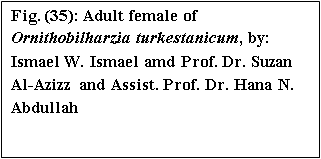 Fig. (35): Adult female of
Ornithobilharzia turkestanicum, by:
Ismael W. Ismael amd Prof. Dr. Suzan
Al-Azizz and Assist. Prof. Dr. Hana N.
Abdullah